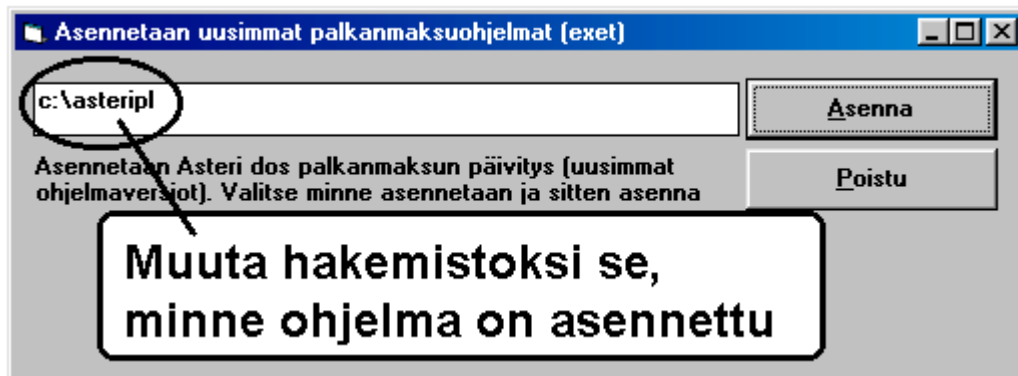 Asennetaan uusimmat palkanmaksuohjelmat (exet)
c:\asteripl
Asenna
Asennetaan Asteri dos palkanmaksun päivitys (uusimmat
ohjelmaversiot). Valitse minne asennetaan ja sitten asenna
Poistu
Muuta hakemistoksi se,
minne ohjelma on asennettu